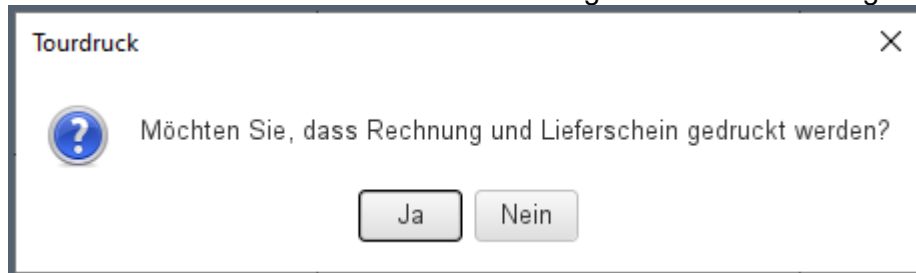 Tourdruck
Möchten Sie, dass Rechnung und Lieferschein gedruckt werden?
Ja
Nein